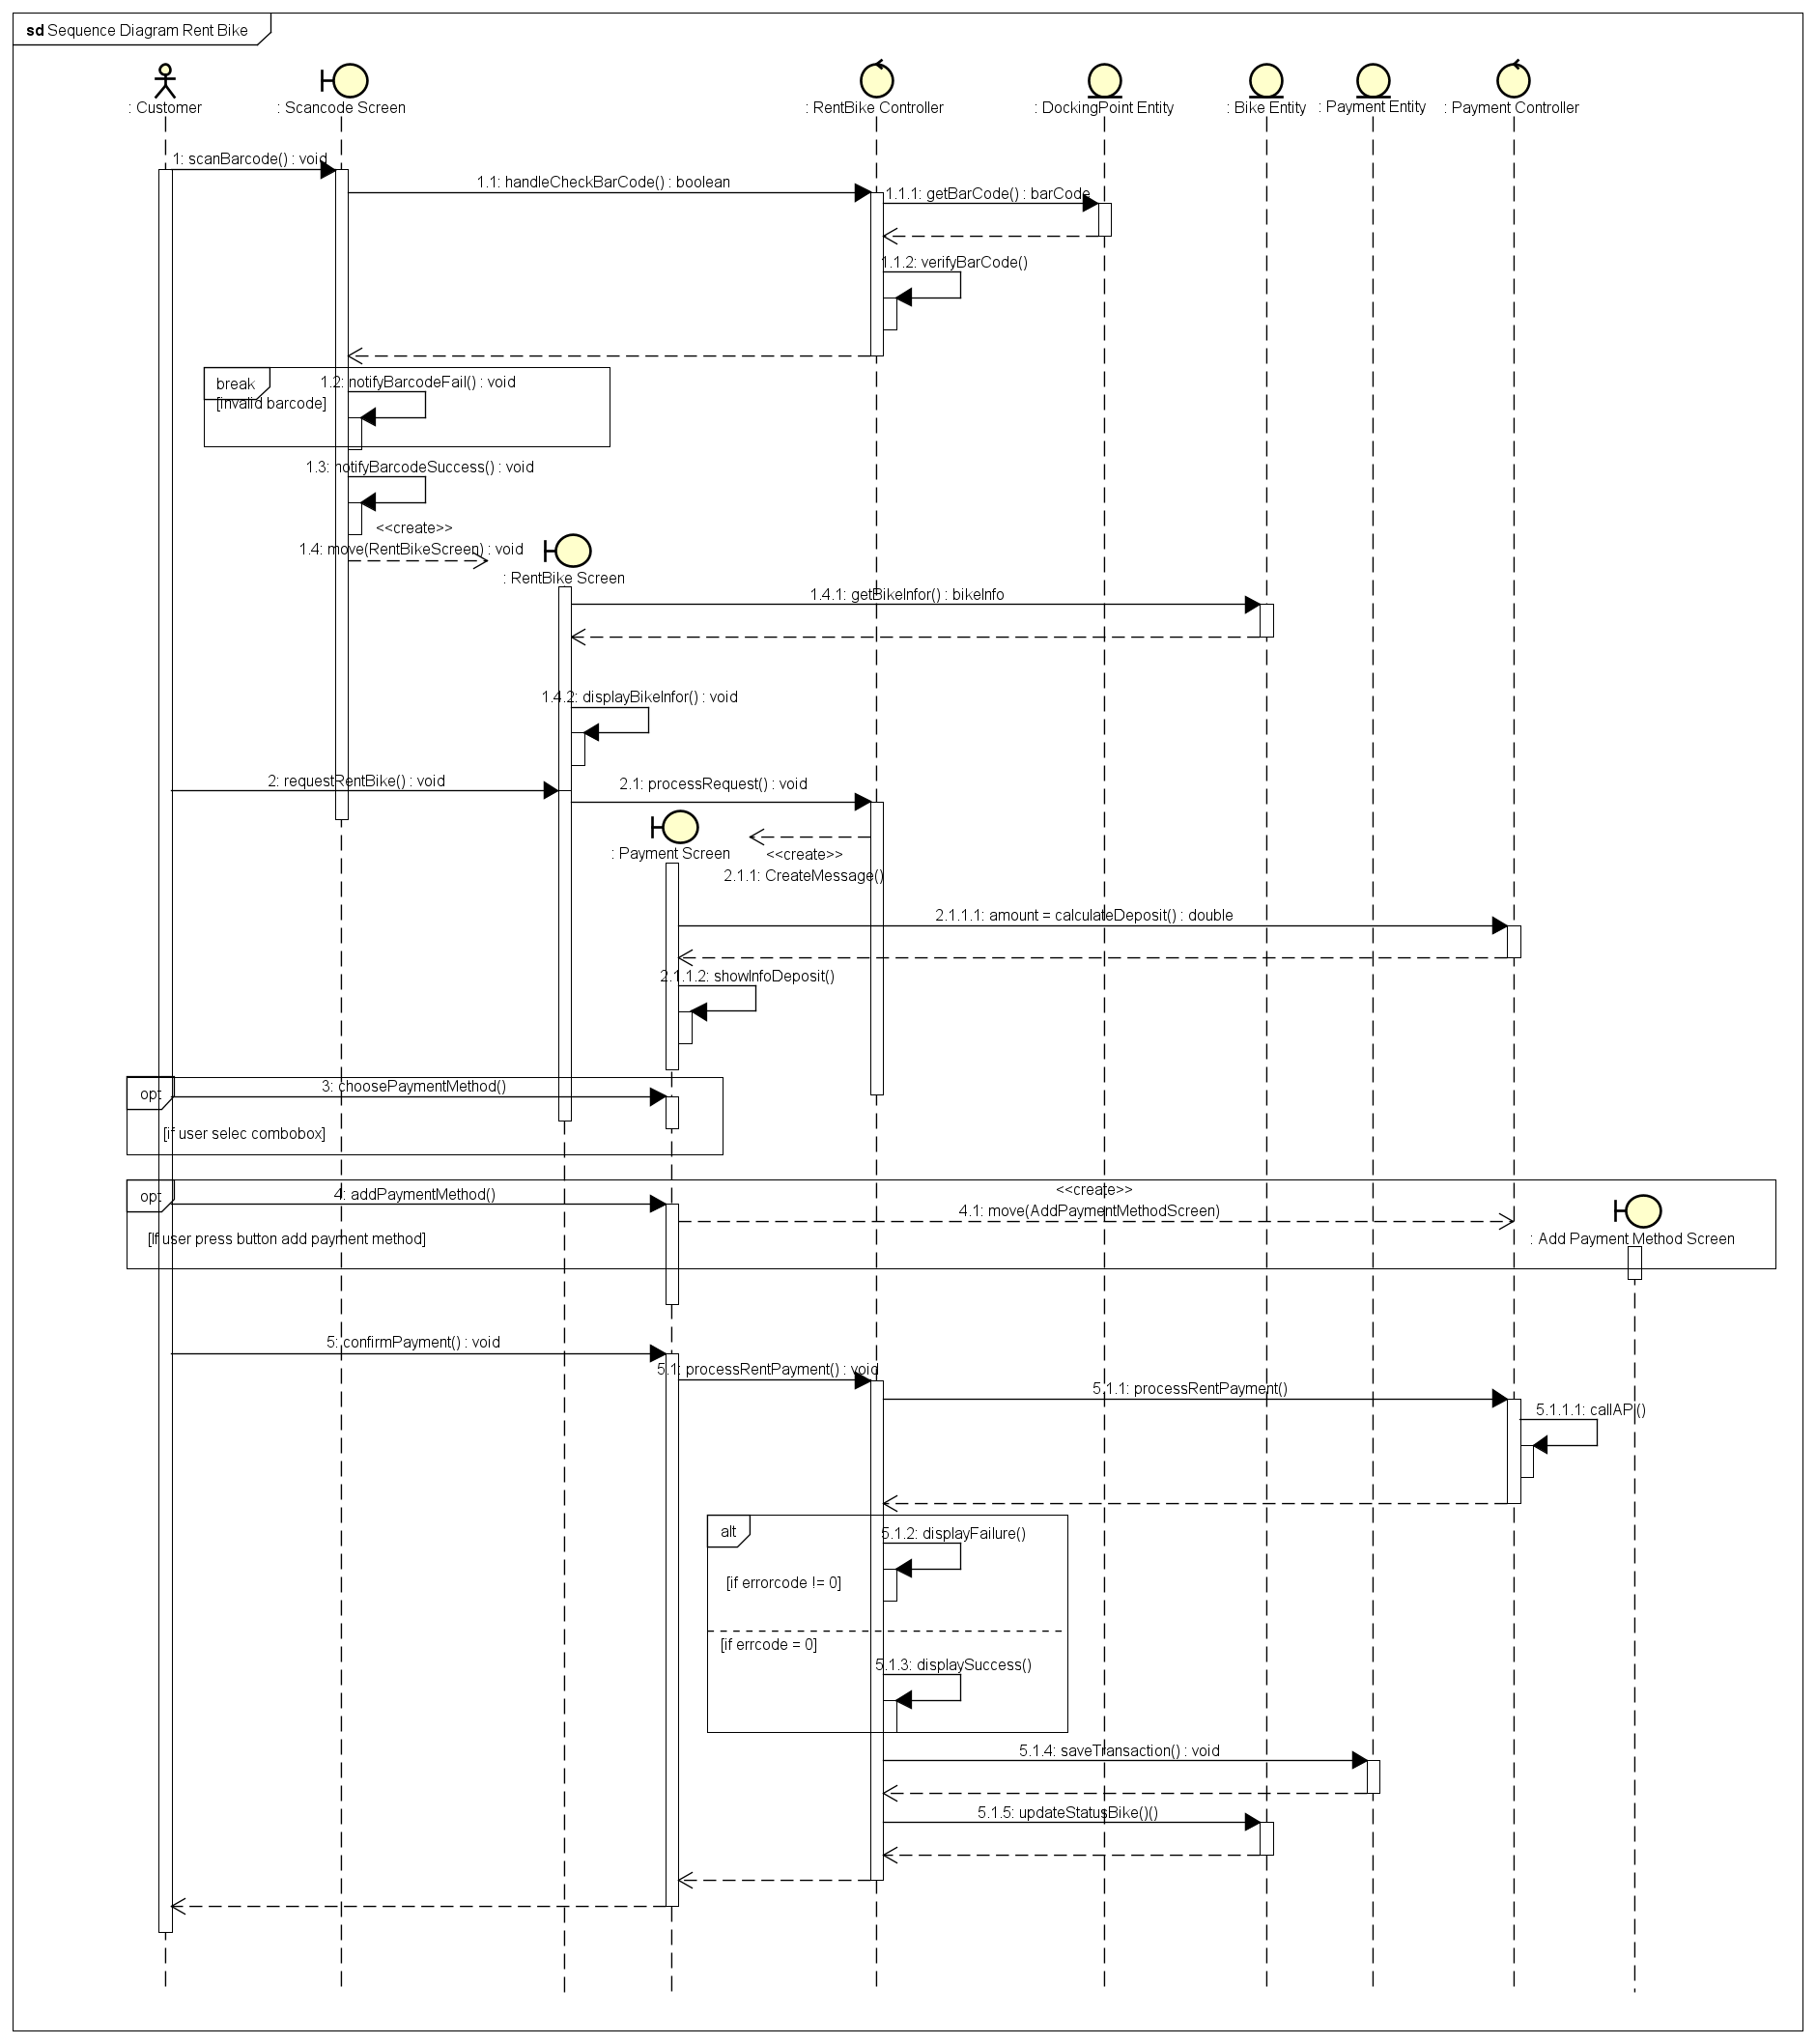 sd Sequence Diagram Rent Bike
: Customer
: Scancode Screen
: RentBike Controller
: DockingPoint Entity
: Bike Entity
: Payment Entity
: Payment Controller
1: scanBarcode() : void
1.1: handleCheckBarCode() : boolean
1.1.1: getBarCode() : barCode
1.1.2: verifyBarCode()
break
1.2: notifyBarcodeFail() : void
[invalid barcode]
1.3: notifyBarcodeSuccess() : void
<<create>>
1.4: move(RentBikeScreen) : void
: RentBike Screen
1.4.1: getBikeInfor() : bikeInfo
1.4.2: displayBikeInfor() : void
2: requestRentBike() : void
2.1: processRequest() : void
: Payment Screen
<<create>>
2.1.1: CreateMessage()
2.1.1.1: amount = calculateDeposit() : double
2.1.1.2: showInfoDeposit()
opt
3: choosePaymentMethod()
[if user selec combobox]
opt
4: addPaymentMethod()
<<create>>
4.1: move(AddPaymentMethodScreen)
[If user press button add payment method]
: Add Payment Method Screen
5: confirmPayment() : void
5.1: processRentPayment() : void
5.1.1: processRentPayment()
5.1.1.1: callAPI()
alt
5.1.2: displayFailure()
[if errorcode != 0]
[if errcode = 0]
5.1.3: displaySuccess()
5.1.4: saveTransaction() : void
5.1.5: updateStatusBike()()